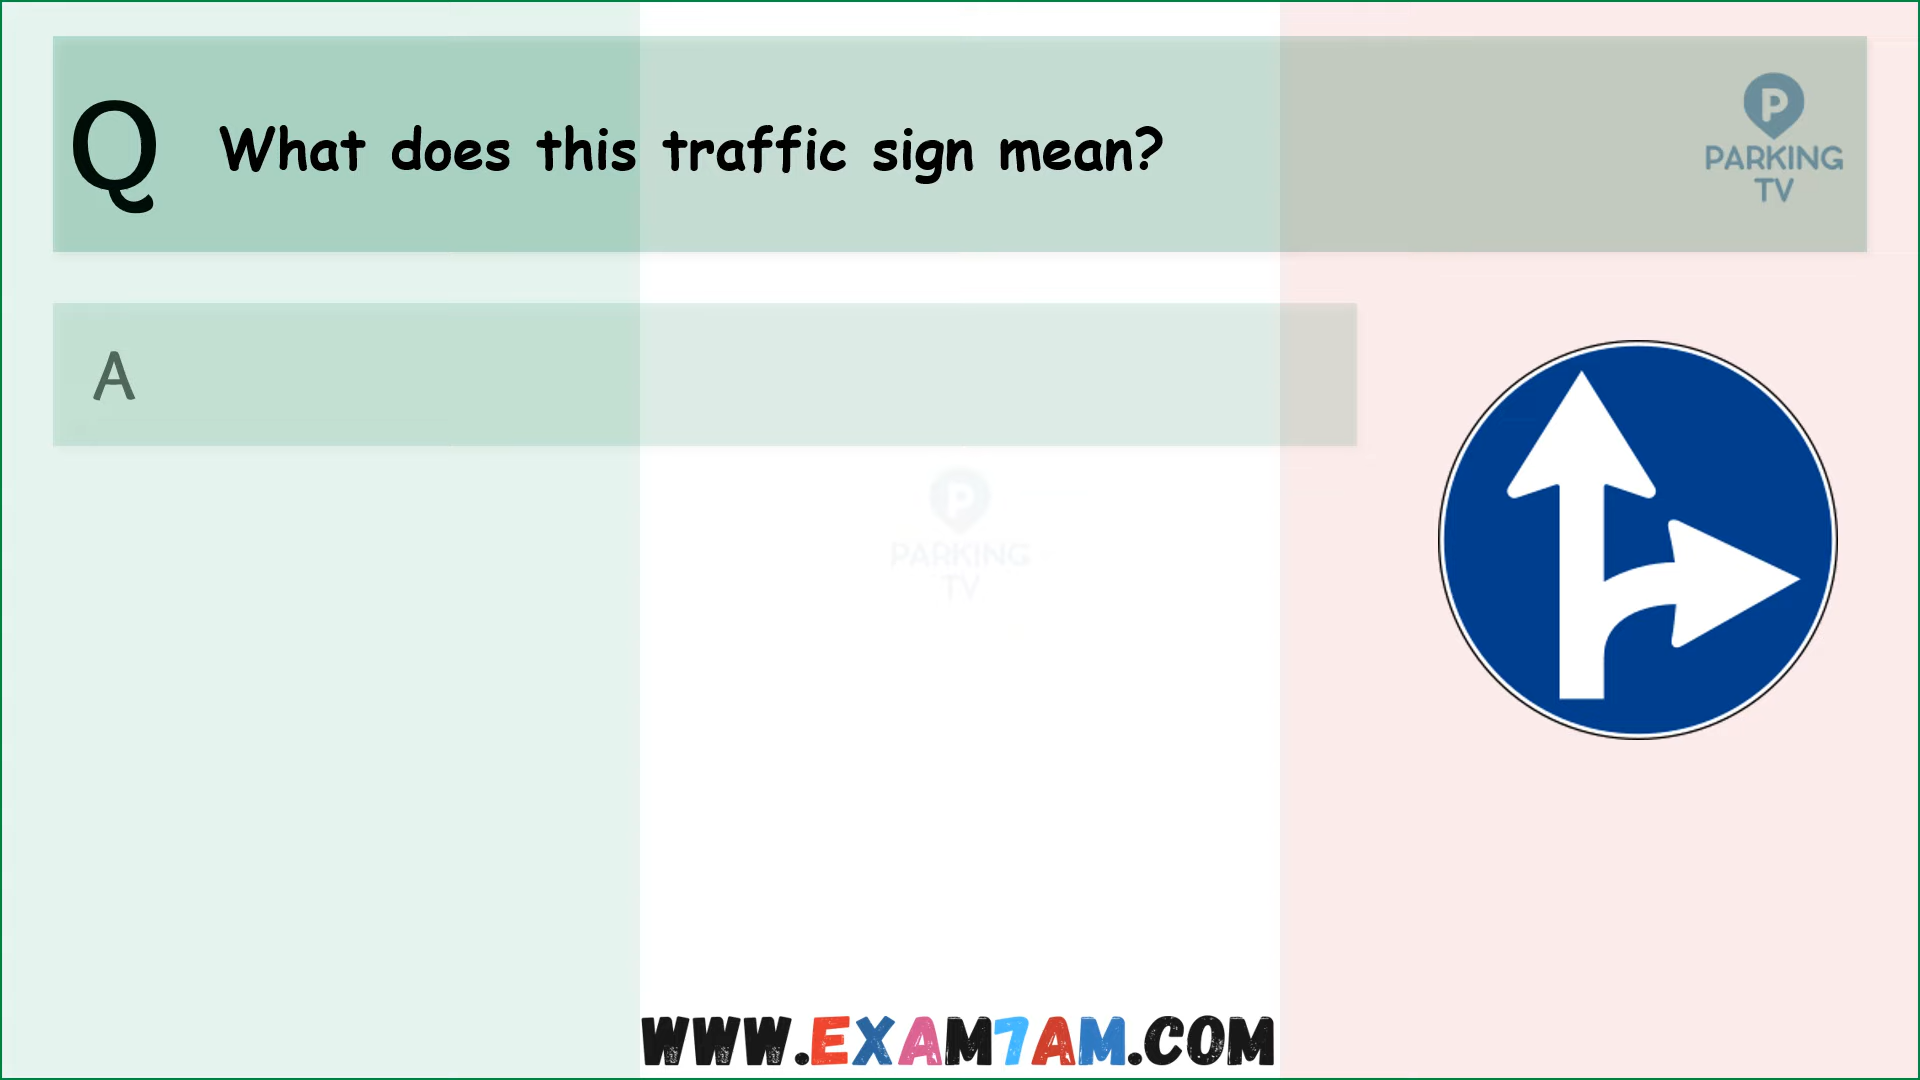 Q What does this traffic sign mean?
P
PARKING
TV
A
P
PARKING
TV
WWW.EXAM7AM.COM